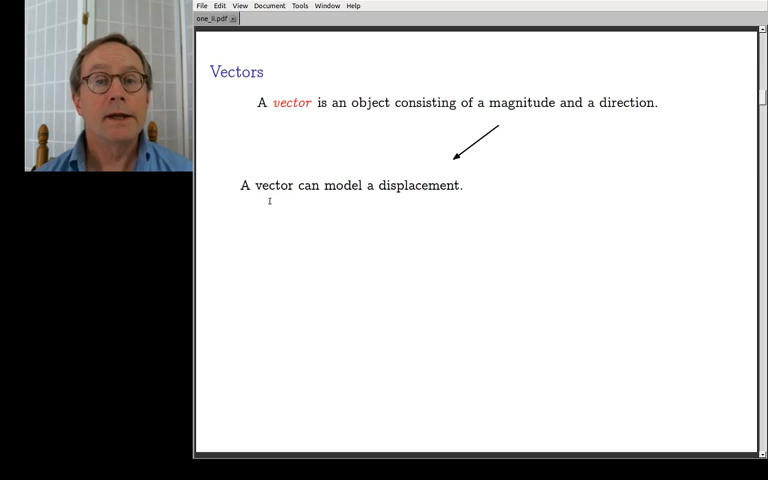 File Edit View Document Tools Window Help
one_ii.pdf
Vectors
A vector is an object consisting of a magnitude and a direction.
A vector can model a displacement.